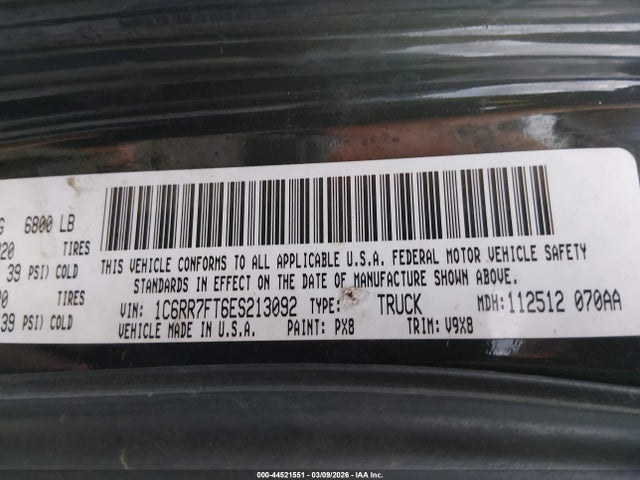 G 6800 LB
020 TIRES
39 PSI) COLD
20 TIRES
39 PSI) COLD
THIS VEHICLE CONFORMS TO ALL APPLICABLE U.S.A. FEDERAL MOTOR VEHICLE SAFETY
STANDARDS IN EFFECT ON THE DATE OF MANUFACTURE SHOWN ABOVE.
VIN: 1C6RR7FT6ES213092 TYPE: TRUCK MDH: 112512 070AA
VEHICLE MADE IN U.S.A. PAINT: PX8 TRIM: V9X8
000-44521551 - 03/09/2026 - IAA Inc.